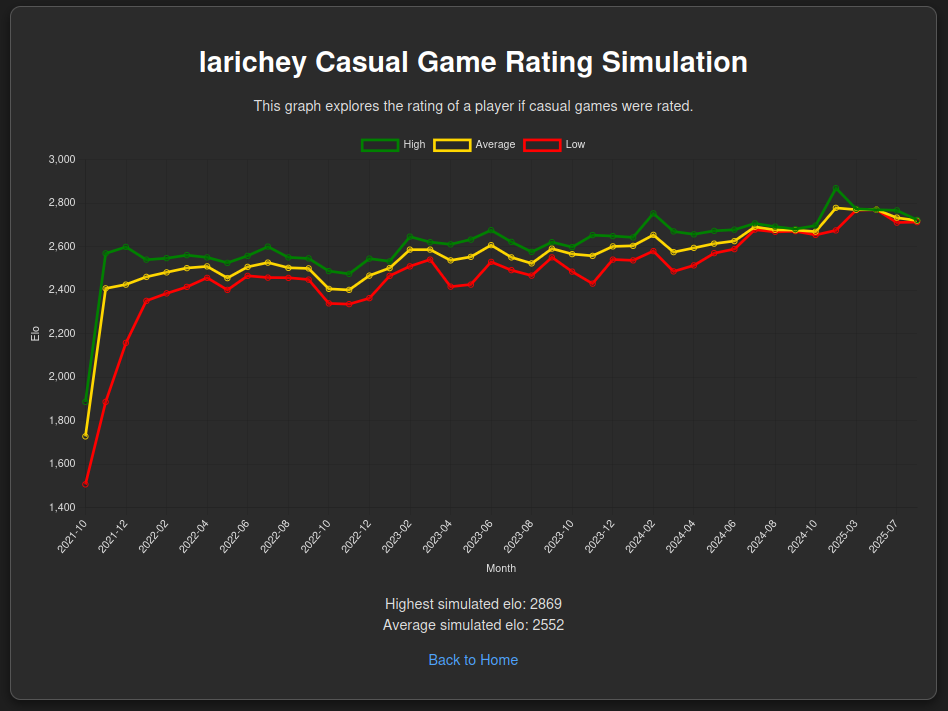 larichey Casual Game Rating Simulation
This graph explores the rating of a player if casual games were rated.
High Average Low
3,000
2,800
2,600
2,400
2,200
2,000
1,800
1,600
1,400
Elo
2021-10 2021-12 2022-02 2022-04 2022-06 2022-08 2022-10 2022-12 2023-02 2023-04 2023-06 2023-08 2023-10 2023-12 2024-02 2024-04 2024-06 2024-08 2024-10 2025-03 2025-07
Month
Highest simulated elo: 2869
Average simulated elo: 2552
Back to Home